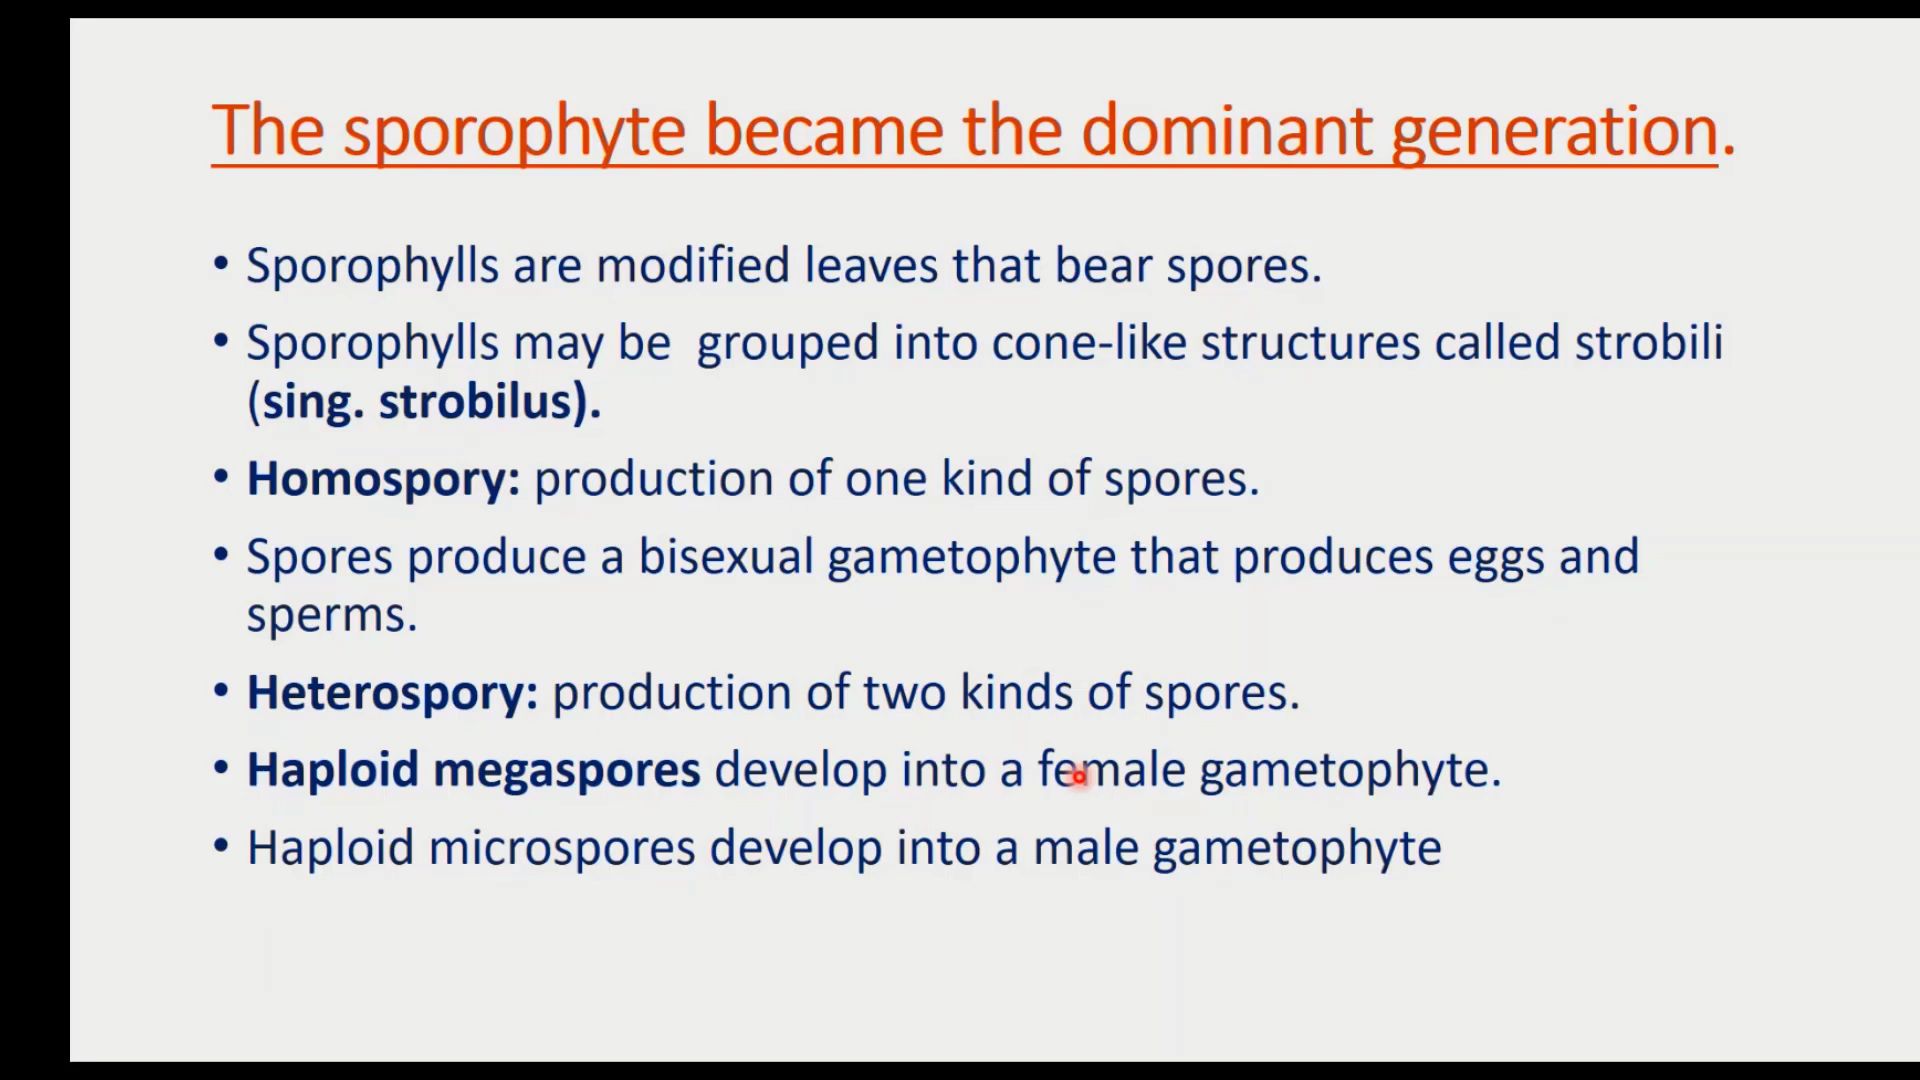 The sporophyte became the dominant generation.
• Sporophylls are modified leaves that bear spores.
• Sporophylls may be  grouped into cone-like structures called strobili
(sing. strobilus).
• Homospory: production of one kind of spores.
• Spores produce a bisexual gametophyte that produces eggs and
sperms.
• Heterospory: production of two kinds of spores.
• Haploid megaspores develop into a female gametophyte.
• Haploid microspores develop into a male gametophyte